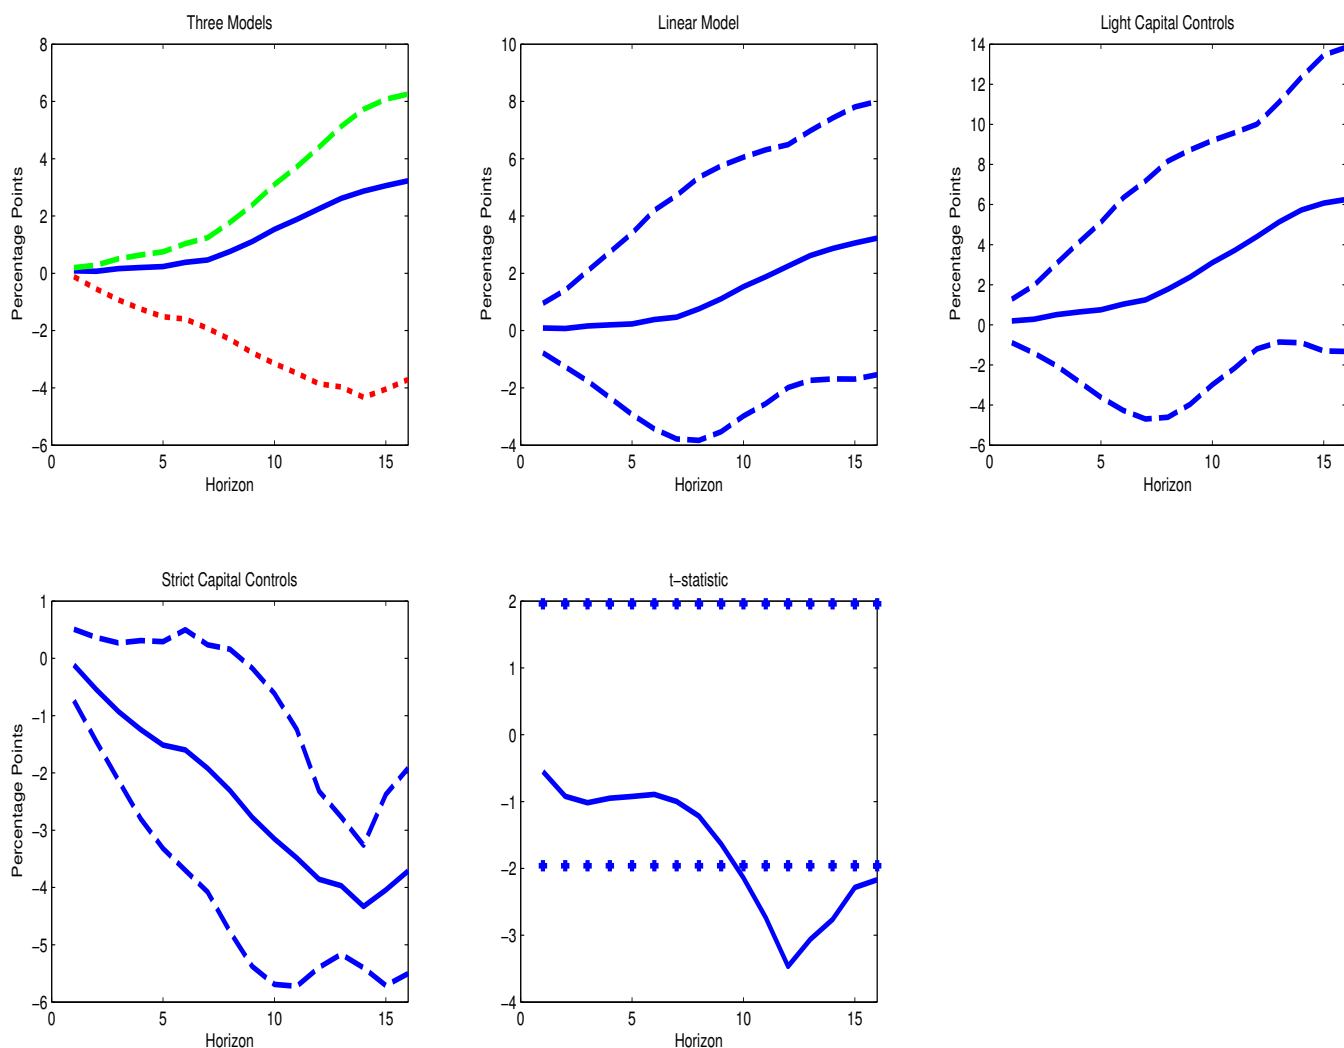 Three Models
8
6
4
2
0
−2
−4
−6
Percentage Points
0 5 10 15
Horizon
Linear Model
10
8
6
4
2
0
−2
−4
Percentage Points
0 5 10 15
Horizon
Light Capital Controls
14
12
10
8
6
4
2
0
−2
−4
−6
Percentage Points
0 5 10 15
Horizon
Strict Capital Controls
1
0
−1
−2
−3
−4
−5
−6
Percentage Points
0 5 10 15
Horizon
t−statistic
2
1
0
−1
−2
−3
−4
0 5 10 15
Horizon